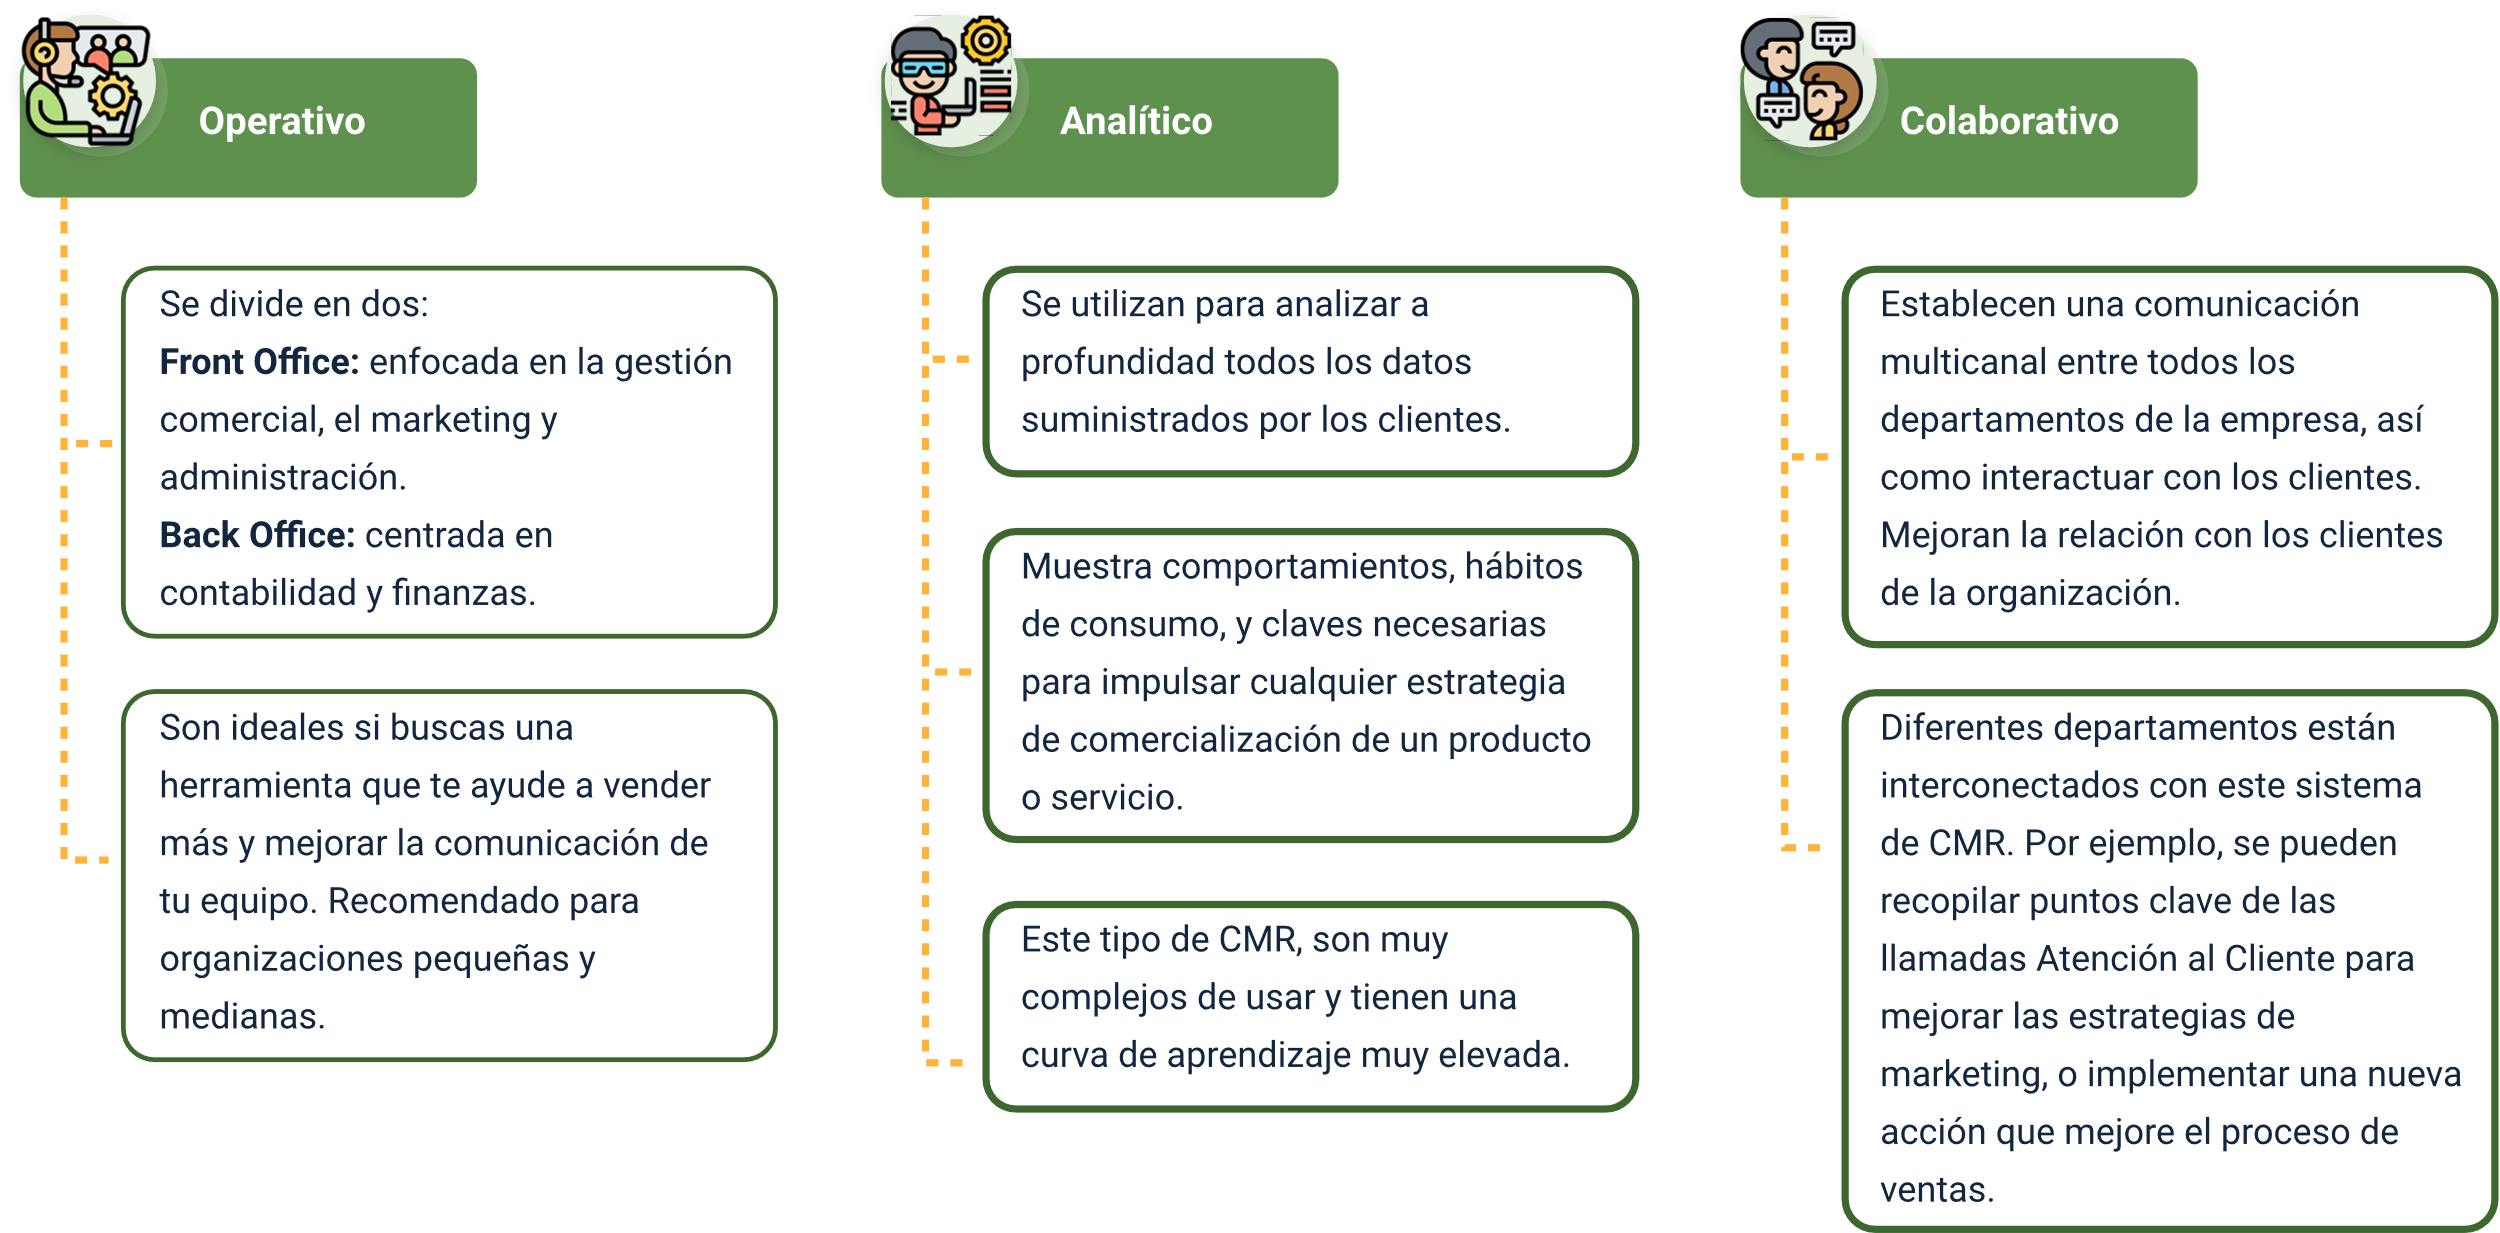 Operativo
Se divide en dos:
Front Office: enfocada en la gestión
comercial, el marketing y
administración.
Back Office: centrada en
contabilidad y finanzas.
Son ideales si buscas una
herramienta que te ayude a vender
más y mejorar la comunicación de
tu equipo. Recomendado para
organizaciones pequeñas y
medianas.
Analítico
Se utilizan para analizar a
profundidad todos los datos
suministrados por los clientes.
Muestra comportamientos, hábitos
de consumo, y claves necesarias
para impulsar cualquier estrategia
de comercialización de un producto
o servicio.
Este tipo de CMR, son muy
complejos de usar y tienen una
curva de aprendizaje muy elevada.
Colaborativo
Establecen una comunicación
multicanal entre todos los
departamentos de la empresa, así
como interactuar con los clientes.
Mejoran la relación con los clientes
de la organización.
Diferentes departamentos están
interconectados con este sistema
de CMR. Por ejemplo, se pueden
recopilar puntos clave de las
llamadas Atención al Cliente para
mejorar las estrategias de
marketing, o implementar una nueva
acción que mejore el proceso de
ventas.